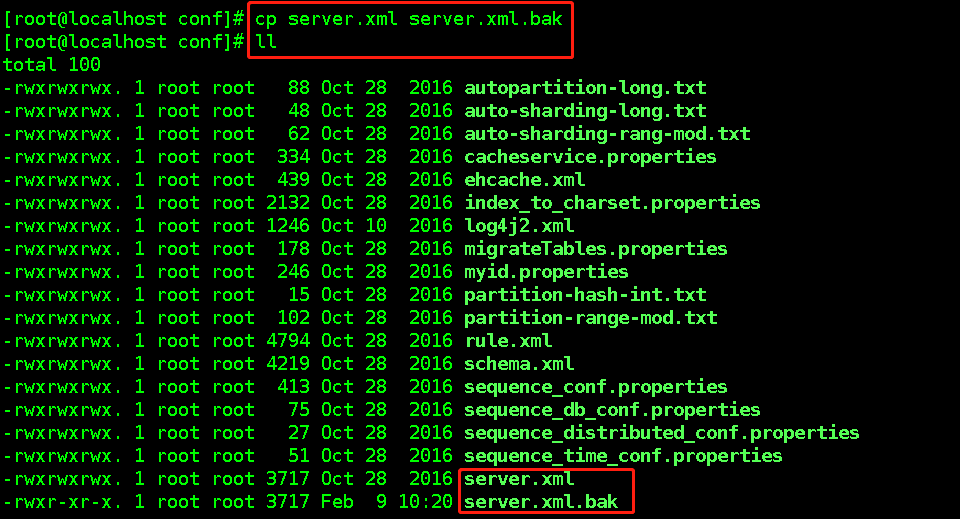 [root@localhost conf]# cp server.xml server.xml.bak
[root@localhost conf]# ll
total 100
-rwxrwxrwx. 1 root root   88 Oct 28  2016 autopartition-long.txt
-rwxrwxrwx. 1 root root   48 Oct 28  2016 auto-sharding-long.txt
-rwxrwxrwx. 1 root root   62 Oct 28  2016 auto-sharding-rang-mod.txt
-rwxrwxrwx. 1 root root  334 Oct 28  2016 cacheservice.properties
-rwxrwxrwx. 1 root root  439 Oct 28  2016 ehcache.xml
-rwxrwxrwx. 1 root root 2132 Oct 28  2016 index_to_charset.properties
-rwxrwxrwx. 1 root root 1246 Oct 10  2016 log4j2.xml
-rwxrwxrwx. 1 root root  178 Oct 28  2016 migrateTables.properties
-rwxrwxrwx. 1 root root  246 Oct 28  2016 myid.properties
-rwxrwxrwx. 1 root root   15 Oct 28  2016 partition-hash-int.txt
-rwxrwxrwx. 1 root root  102 Oct 28  2016 partition-range-mod.txt
-rwxrwxrwx. 1 root root 4794 Oct 28  2016 rule.xml
-rwxrwxrwx. 1 root root 4219 Oct 28  2016 schema.xml
-rwxrwxrwx. 1 root root  413 Oct 28  2016 sequence_conf.properties
-rwxrwxrwx. 1 root root   75 Oct 28  2016 sequence_db_conf.properties
-rwxrwxrwx. 1 root root   27 Oct 28  2016 sequence_distributed_conf.properties
-rwxrwxrwx. 1 root root   51 Oct 28  2016 sequence_time_conf.properties
-rwxrwxrwx. 1 root root 3717 Oct 28  2016 server.xml
-rwxr-xr-x. 1 root root 3717 Feb  9 10:20 server.xml.bak